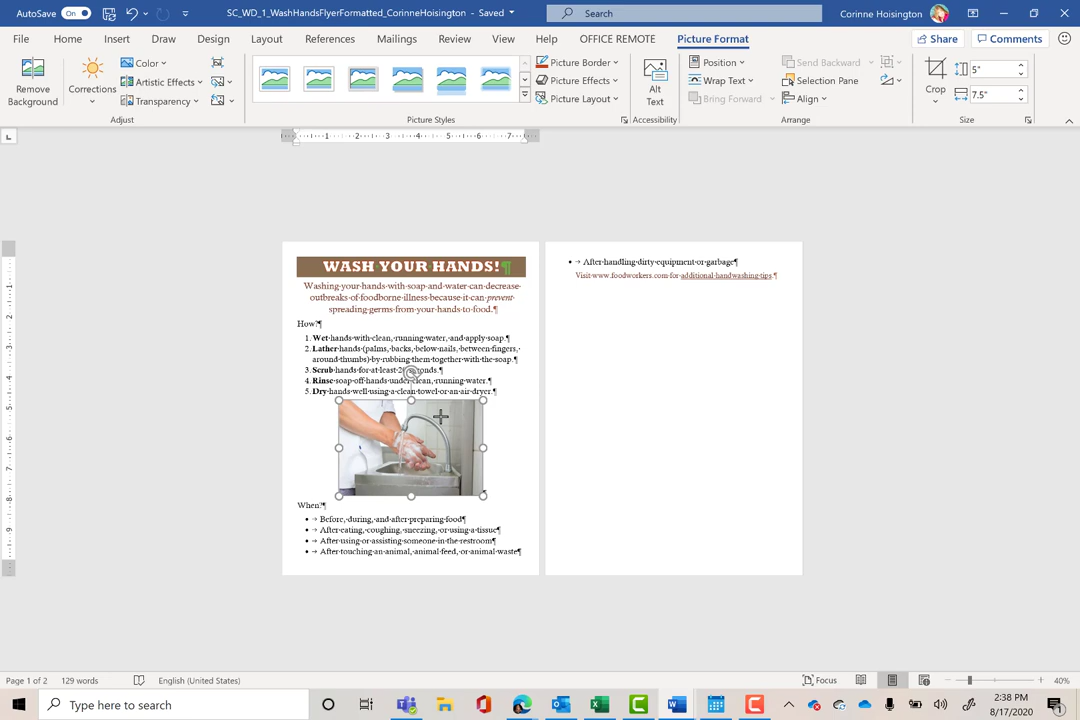 AutoSave On SC_WD_1_WashHandsFlyerFormatted_CorinneHoisington - Saved Search Corinne Hoisington
File Home Insert Draw Design Layout References Mailings Review View Help OFFICE REMOTE Picture Format Share Comments
Remove Background
Corrections
Color
Artistic Effects
Transparency
Adjust
Picture Styles
Picture Border
Picture Effects
Picture Layout
Alt Text
Accessibility
Position
Wrap Text
Bring Forward
Send Backward
Selection Pane
Align
Arrange
Crop
5"
7.5"
Size
1 2 3 4 5 6 7
WASH YOUR HANDS!¶
Washing·your·hands·with·soap·and·water·can·decrease·
outbreaks·of·foodborne·illness·because·it·can·prevent·
spreading·germs·from·your·hands·to·food.¶
How?¶
1. Wet·hands·with·clean,·running·water,·and·apply·soap.¶
2. Lather·hands·(palms,·backs,·below·nails,·between·fingers,·
around·thumbs)·by·rubbing·them·together·with·the·soap.¶
3. Scrub·hands·for·at·least·20·seconds.¶
4. Rinse·soap·off·hands·under·clean,·running·water.¶
5. Dry·hands·well·using·a·clean·towel·or·an·air·dryer.¶
When?¶
• → Before,·during,·and·after·preparing·food¶
• → After·eating,·coughing,·sneezing,·or·using·a·tissue¶
• → After·using·or·assisting·someone·in·the·restroom¶
• → After·touching·an·animal,·animal·feed,·or·animal·waste¶
• → After·handling·dirty·equipment·or·garbage¶
Visit·www.foodworkers.com·for·additional·handwashing·tips.¶
Page 1 of 2 129 words English (United States) Focus 40%
Type here to search
2:38 PM
8/17/2020
1